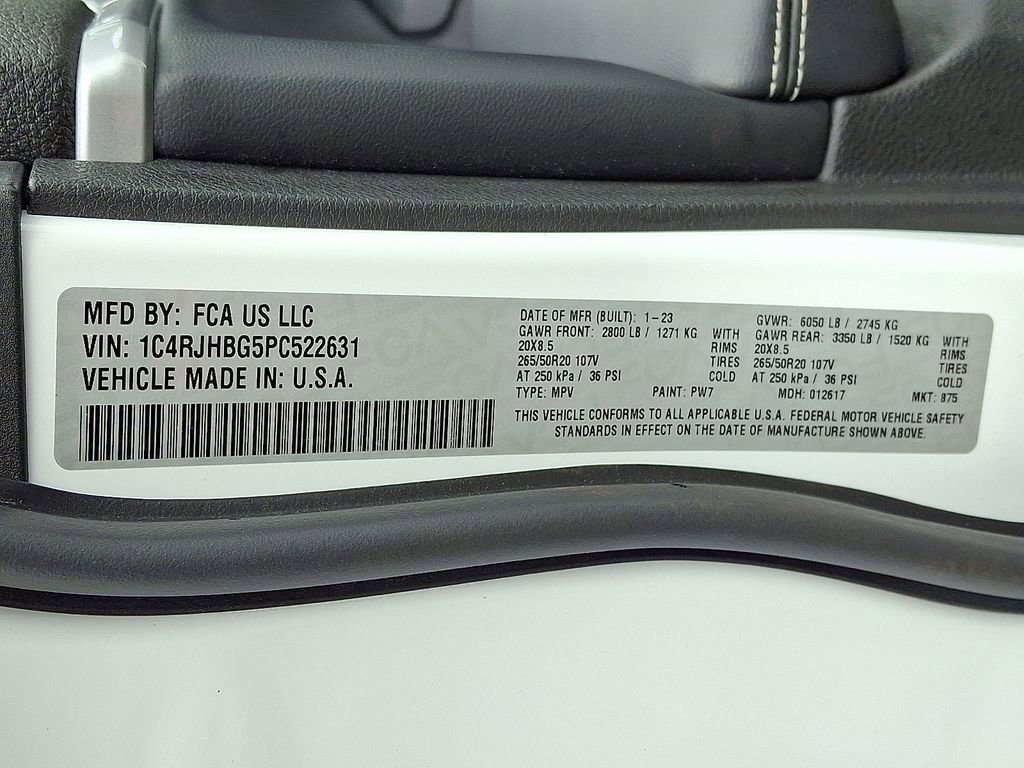 MFD BY: FCA US LLC
VIN: 1C4RJHBG5PC522631
VEHICLE MADE IN: U.S.A.
DATE OF MFR (BUILT): 1-23
GAWR FRONT: 2800 LB / 1271 KG WITH
20X8.5 RIMS
265/50R20 107V TIRES
AT 250 kPa / 36 PSI COLD
TYPE: MPV PAINT: PW7
GVWR: 6050 LB / 2745 KG
GAWR REAR: 3350 LB / 1520 KG WITH
20X8.5 RIMS
265/50R20 107V TIRES
AT 250 kPa / 36 PSI COLD
MDH: 012617 MKT: 875
THIS VEHICLE CONFORMS TO ALL APPLICABLE U.S.A. FEDERAL MOTOR VEHICLE SAFETY
STANDARDS IN EFFECT ON THE DATE OF MANUFACTURE SHOWN ABOVE.